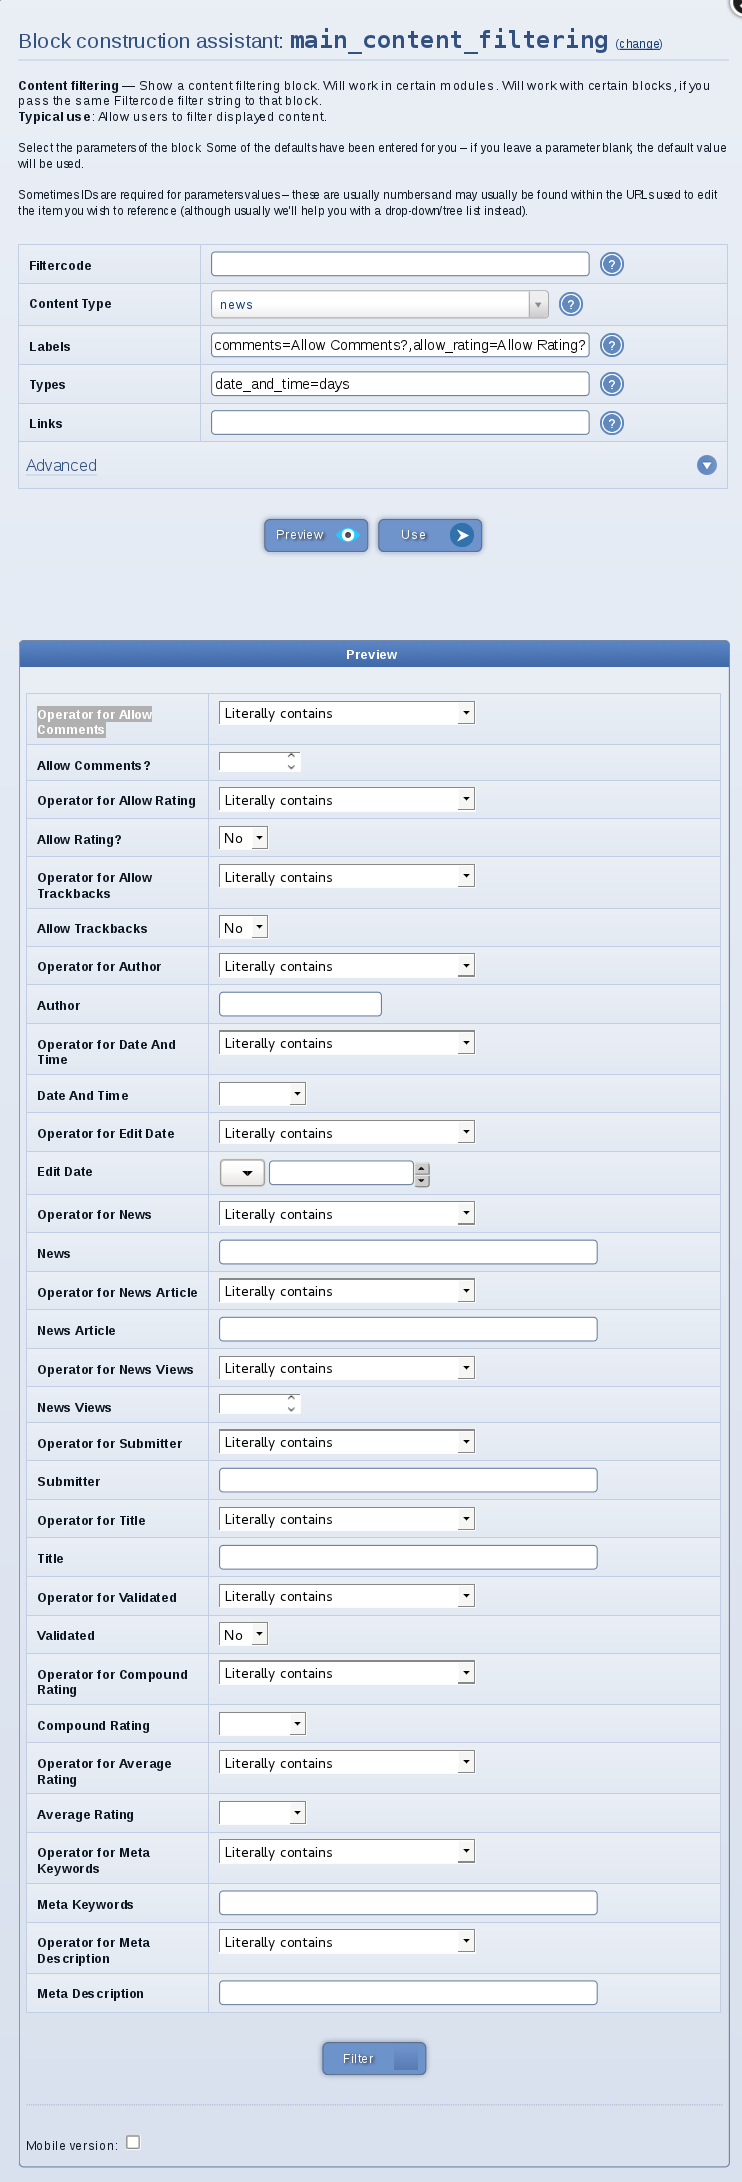 Block construction assistant: main_content_filtering (change)
Content filtering — Show a content filtering block. Will work in certain modules. Will work with certain blocks, if you
pass the same Filtercode filter string to that block.
Typical use: Allow users to filter displayed content.
Select the parameters of the block. Some of the defaults have been entered for you – if you leave a parameter blank, the default value
will be used.
Sometimes IDs are required for parameters values – these are usually numbers and may usually be found within the URLs used to edit
the item you wish to reference (although usually we'll help you with a drop-down/tree list instead).
Filtercode ?
Content Type news ?
Labels comments=Allow Comments?,allow_rating=Allow Rating? ?
Types date_and_time=days ?
Links ?
Advanced
Preview Use
Preview
Operator for Allow Literally contains
Comments
Allow Comments?
Operator for Allow Rating Literally contains
Allow Rating? No
Operator for Allow Literally contains
Trackbacks
Allow Trackbacks No
Operator for Author Literally contains
Author
Operator for Date And Literally contains
Time
Date And Time
Operator for Edit Date Literally contains
Edit Date
Operator for News Literally contains
News
Operator for News Article Literally contains
News Article
Operator for News Views Literally contains
News Views
Operator for Submitter Literally contains
Submitter
Operator for Title Literally contains
Title
Operator for Validated Literally contains
Validated No
Operator for Compound Literally contains
Rating
Compound Rating
Operator for Average Literally contains
Rating
Average Rating
Operator for Meta Literally contains
Keywords
Meta Keywords
Operator for Meta Literally contains
Description
Meta Description
Filter
Mobile version: